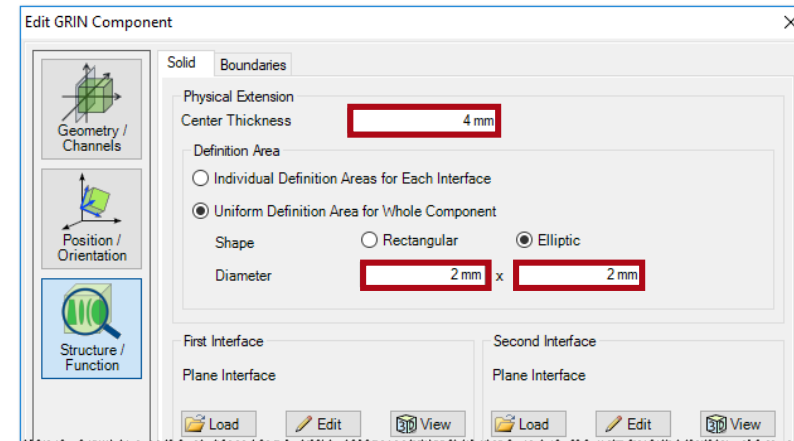 Edit GRIN Component
Solid Boundaries
Geometry /
Channels
Position /
Orientation
Structure /
Function
Physical Extension
Center Thickness 4 mm
Definition Area
Individual Definition Areas for Each Interface
Uniform Definition Area for Whole Component
Shape Rectangular Elliptic
Diameter 2 mm x 2 mm
First Interface Second Interface
Plane Interface Plane Interface
Load Edit View Load Edit View